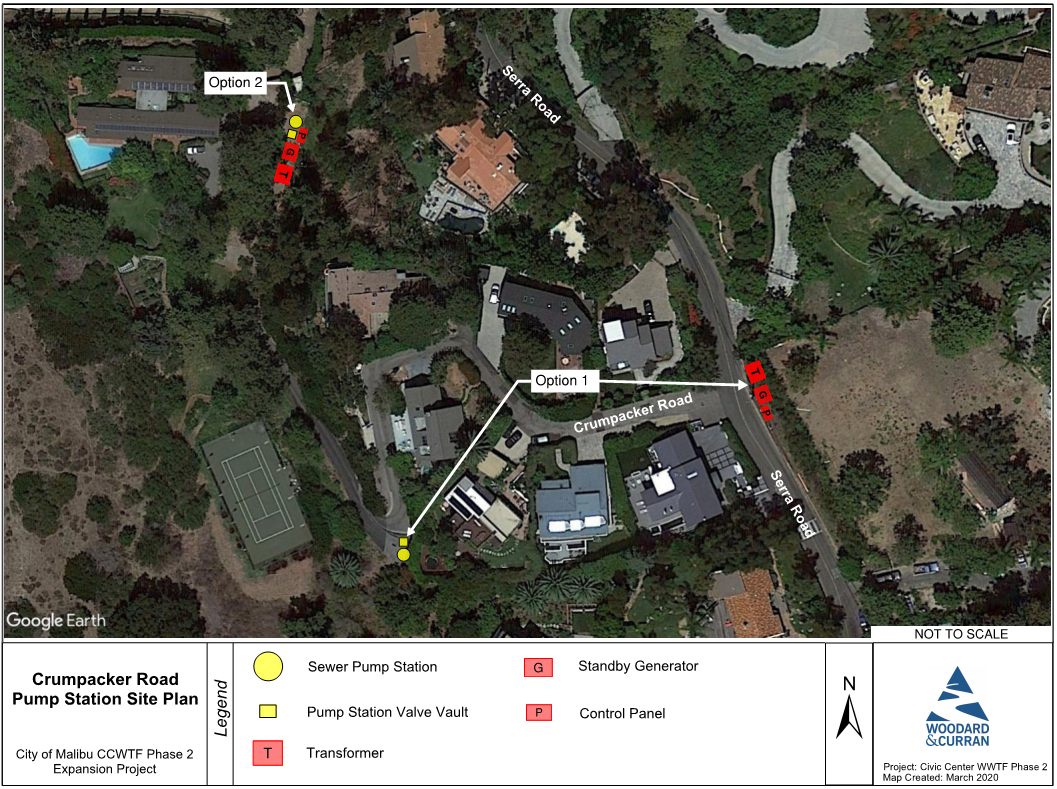 Option 2
Serra Road
P
G
T
Option 1
T
G
P
Crumpacker Road
Serra Road
Google Earth
NOT TO SCALE
Crumpacker Road
Pump Station Site Plan
City of Malibu CCWTF Phase 2
Expansion Project
Legend
Sewer Pump Station
Pump Station Valve Vault
T Transformer
G Standby Generator
P Control Panel
N
WOODARD
&CURRAN
Project: Civic Center WWTF Phase 2
Map Created: March 2020